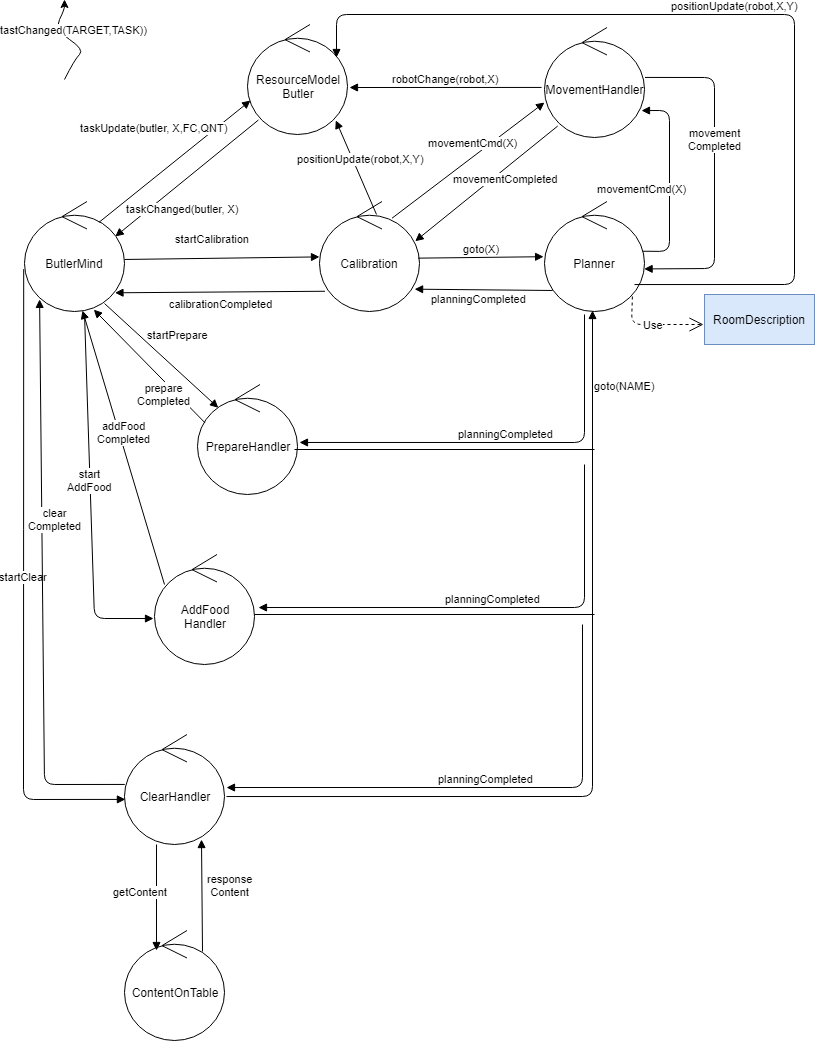 positionUpdate(robot,X,Y)
tastChanged(TARGET,TASK))
ResourceModel
Butler
robotChange(robot,X)
MovementHandler
taskUpdate(butler, X,FC,QNT)
movementCmd(X)
movement
Completed
positionUpdate(robot,X,Y)
movementCompleted
movementCmd(X)
taskChanged(butler, X)
startCalibration
goto(X)
ButlerMind
Calibration
Planner
calibrationCompleted
planningCompleted
RoomDescription
Use
startPrepare
prepare
Completed
goto(NAME)
addFood
Completed
planningCompleted
PrepareHandler
start
AddFood
clear
Completed
startClear
planningCompleted
AddFood
Handler
planningCompleted
ClearHandler
getContent
response
Content
ContentOnTable